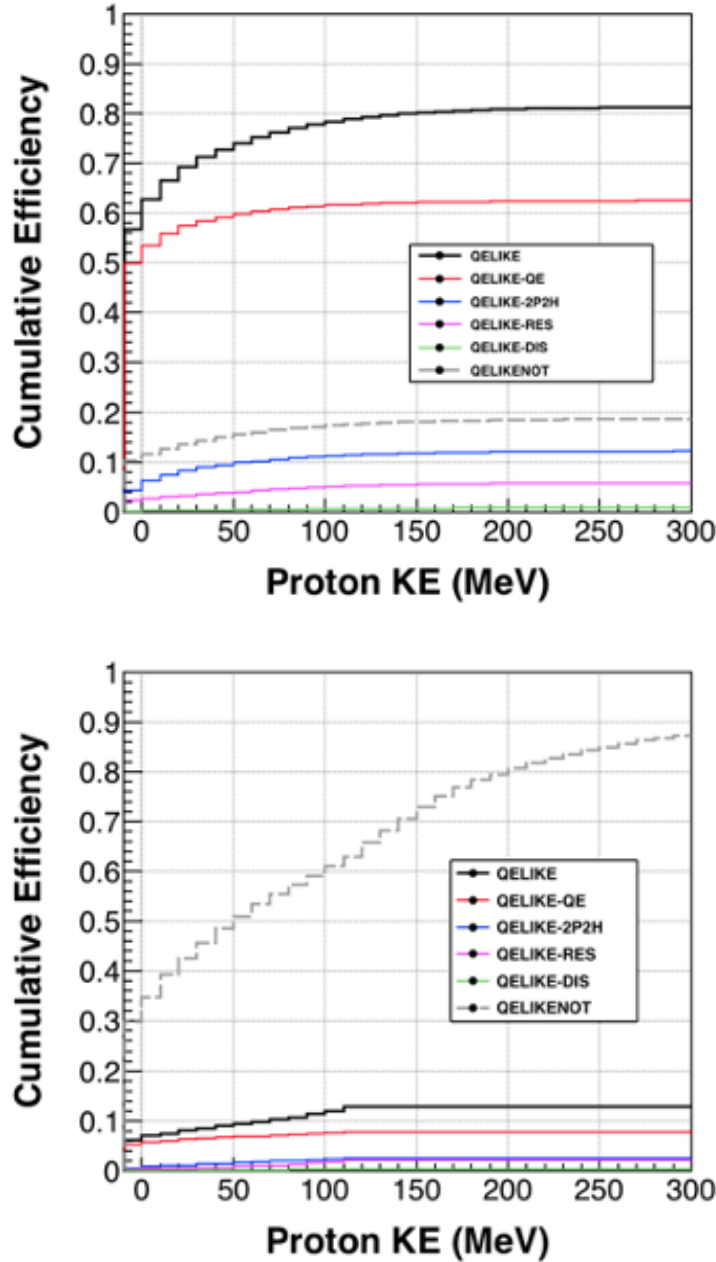 1
0.9
0.8
0.7
0.6
0.5
0.4
0.3
0.2
0.1
0
Cumulative Efficiency
QELIKE
QELIKE-QE
QELIKE-2P2H
QELIKE-RES
QELIKE-DIS
QELIKENOT
0 50 100 150 200 250 300
Proton KE (MeV)
1
0.9
0.8
0.7
0.6
0.5
0.4
0.3
0.2
0.1
0
Cumulative Efficiency
QELIKE
QELIKE-QE
QELIKE-2P2H
QELIKE-RES
QELIKE-DIS
QELIKENOT
0 50 100 150 200 250 300
Proton KE (MeV)